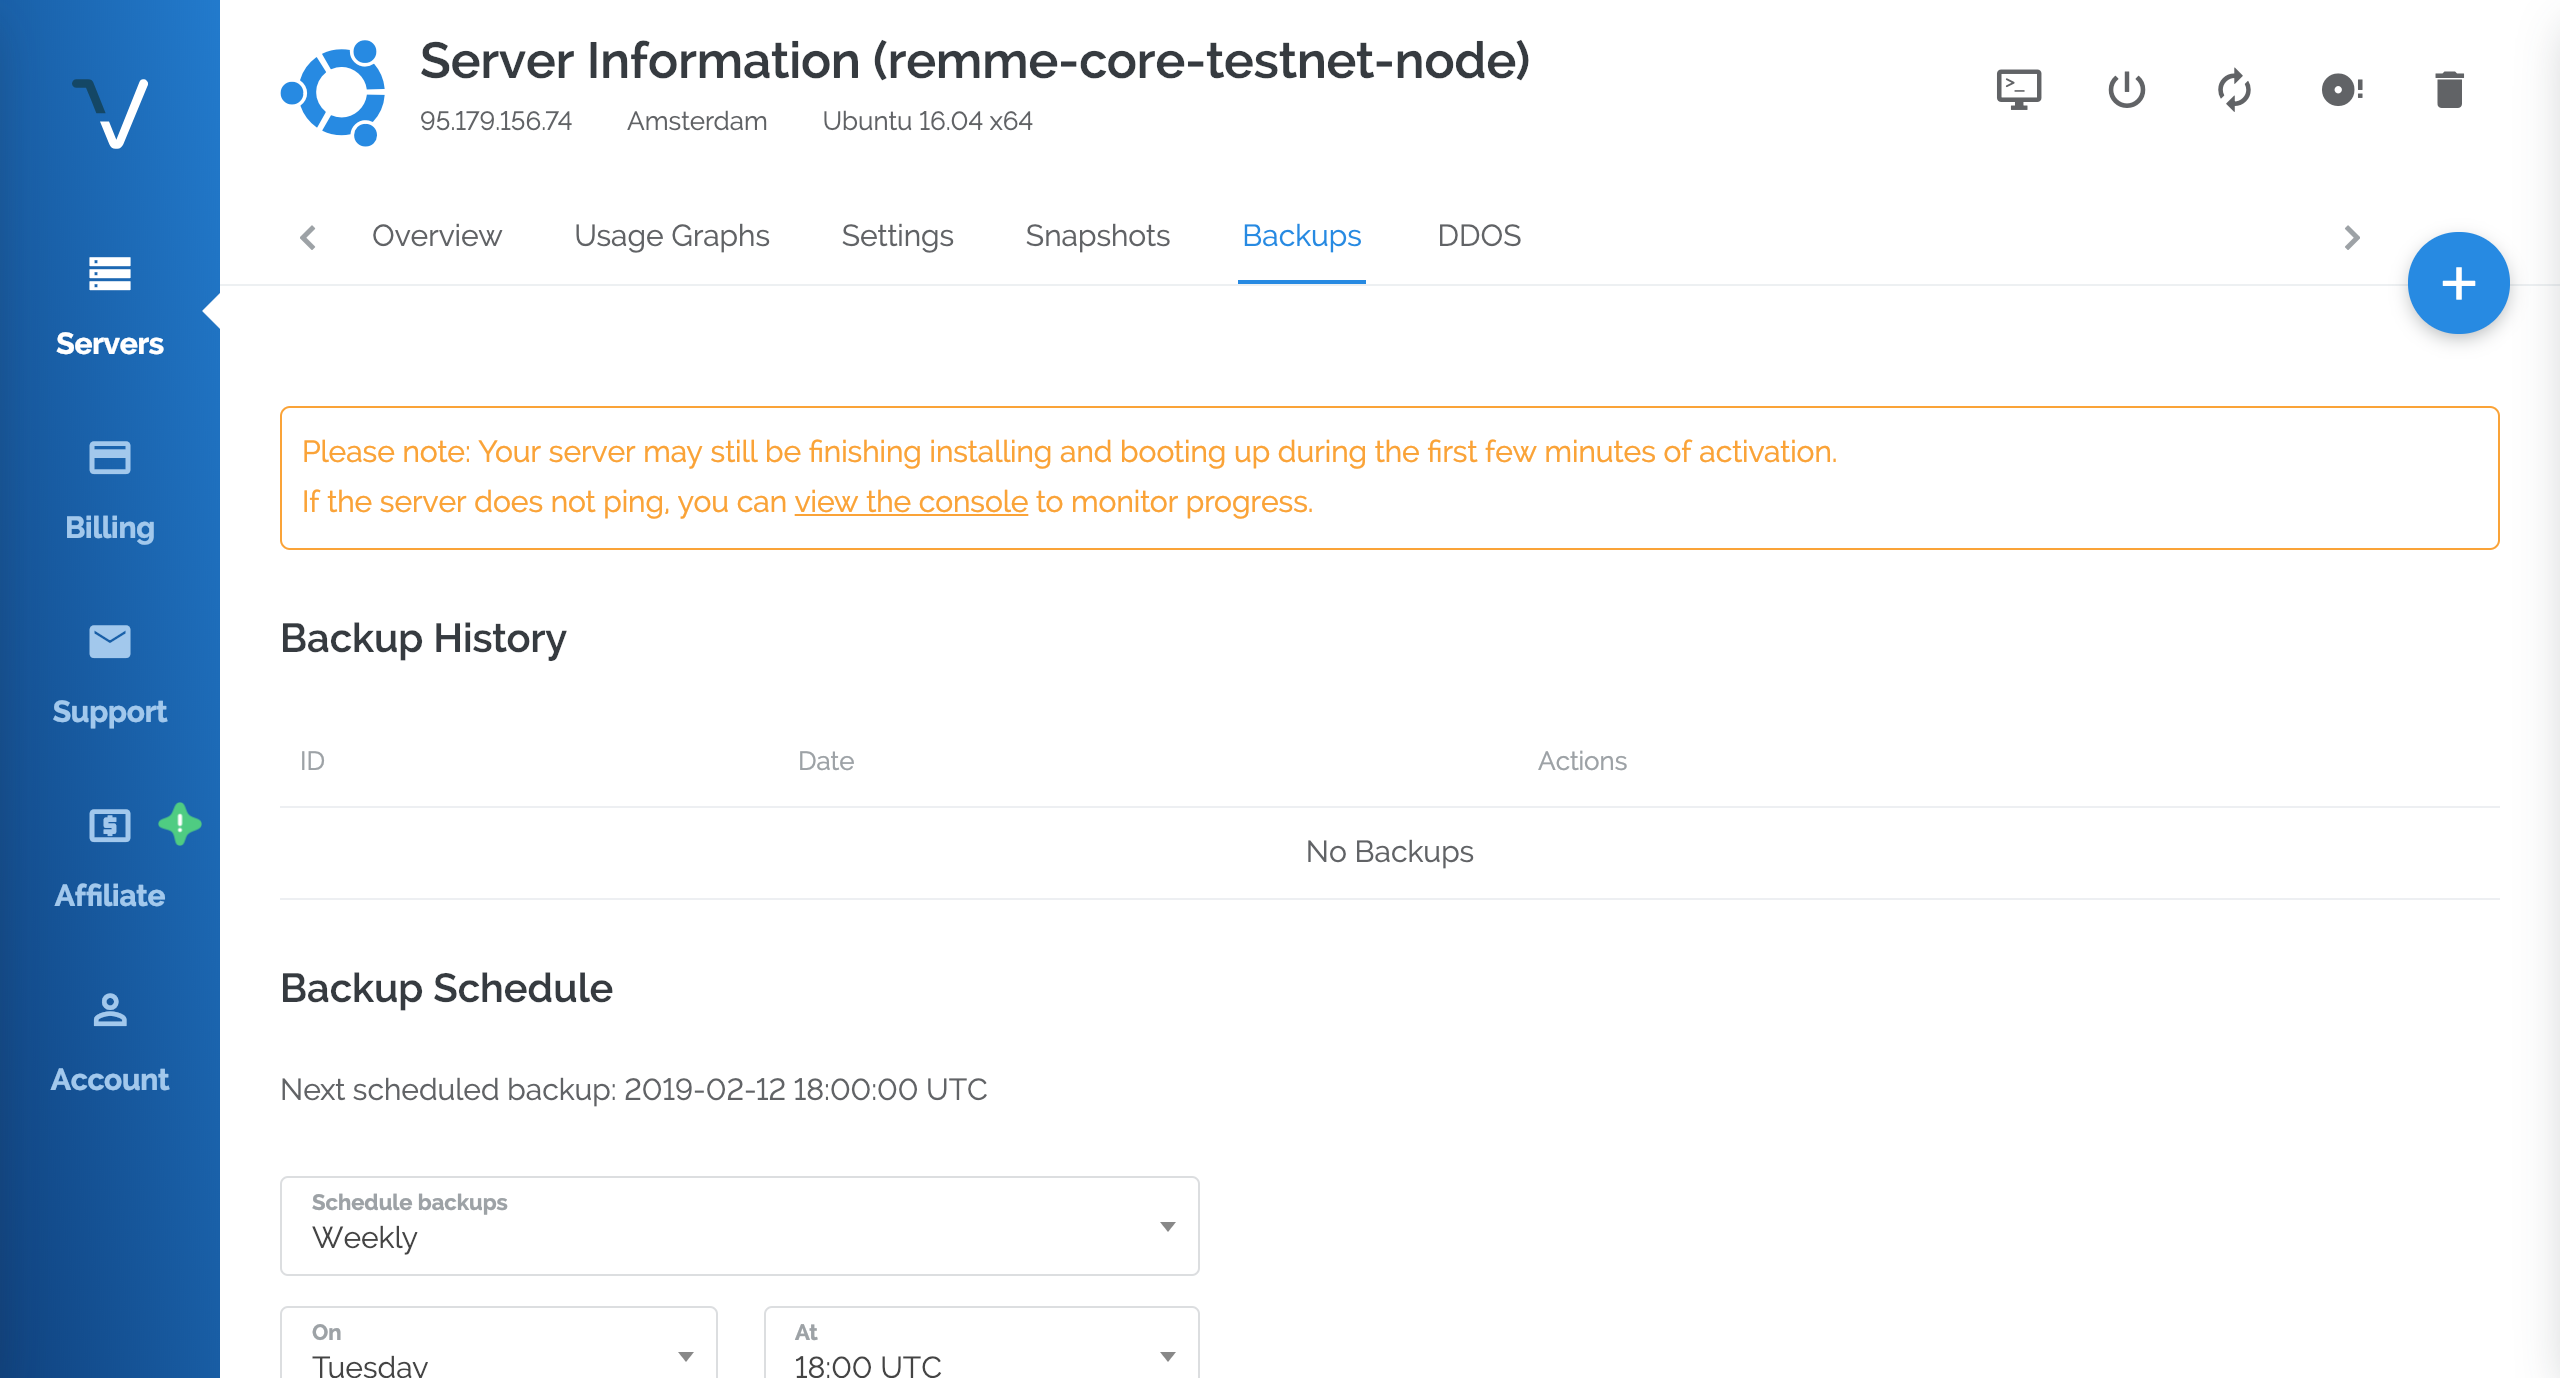 Server Information (remme-core-testnet-node)
95.179.156.74 Amsterdam Ubuntu 16.04 x64
Overview Usage Graphs Settings Snapshots Backups DDOS
Servers
Billing
Support
Affiliate
Account
Please note: Your server may still be finishing installing and booting up during the first few minutes of activation.
If the server does not ping, you can view the console to monitor progress.
Backup History
ID Date Actions
No Backups
Backup Schedule
Next scheduled backup: 2019-02-12 18:00:00 UTC
Schedule backups
Weekly
On
Tuesday
At
18:00 UTC